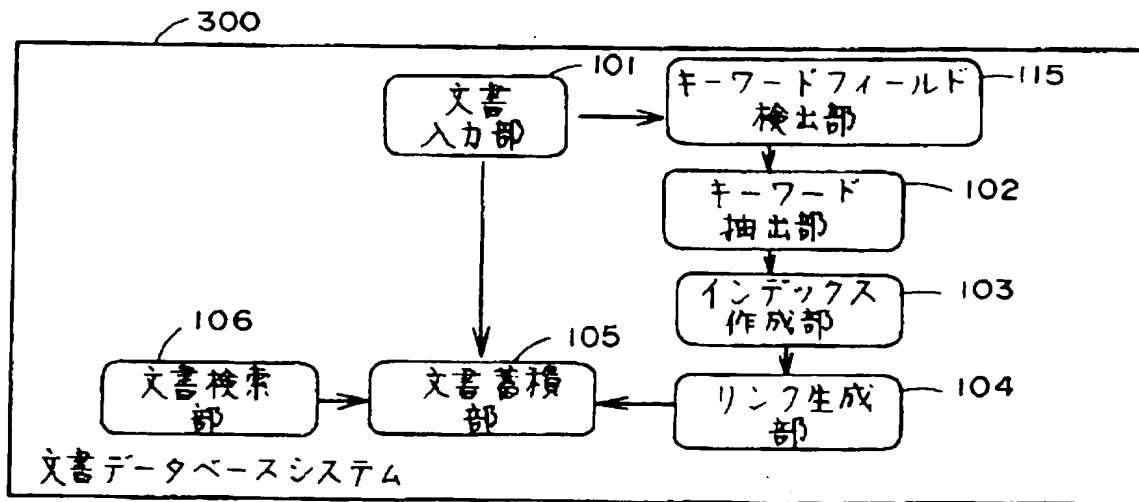 300
101
文書
入力部
キーワードフィールド
検出部
115
キーワード
抽出部
102
インデックス
作成部
103
106
文書検索
部
105
文書蓄積
部
リンク生成
部
104
文書データベースシステム